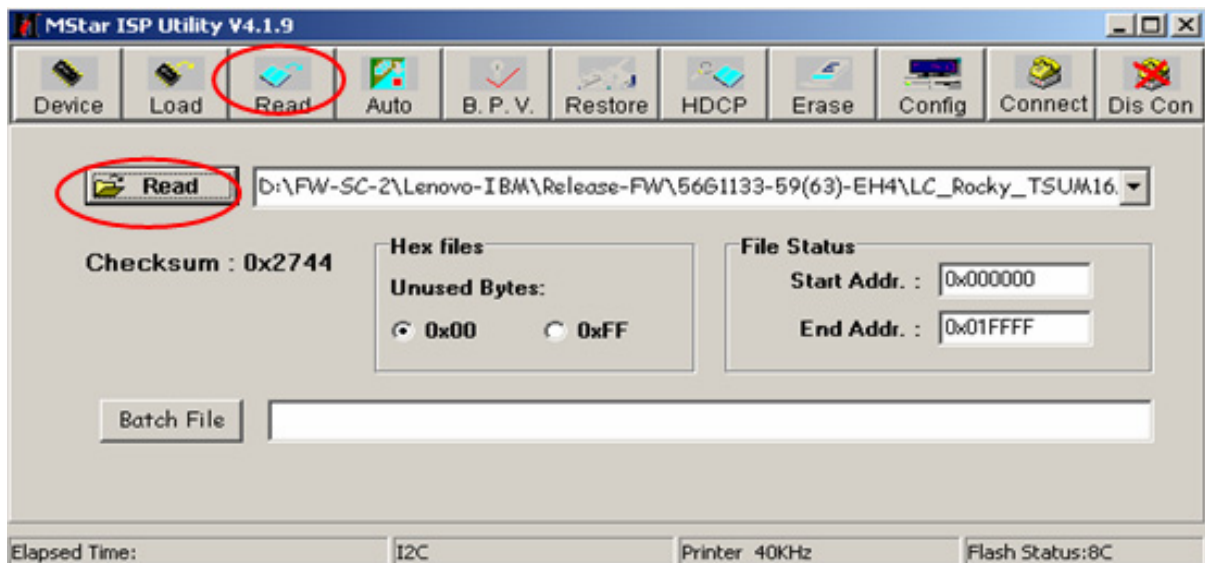 MStar ISP Utility V4.1.9
Device Load Read Auto B.P.V. Restore HDCP Erase Config Connect Dis Con
Read D:\FW-SC-2\Lenovo-IBM\Release-FW\56G1133-59(63)-EH4\LC_Rocky_TSUM16.
Checksum : 0x2744
Hex files
Unused Bytes:
0x00 0xFF
File Status
Start Addr. : 0x000000
End Addr. : 0x01FFFF
Batch File
Elapsed Time: I2C Printer 40KHz Flash Status:8C